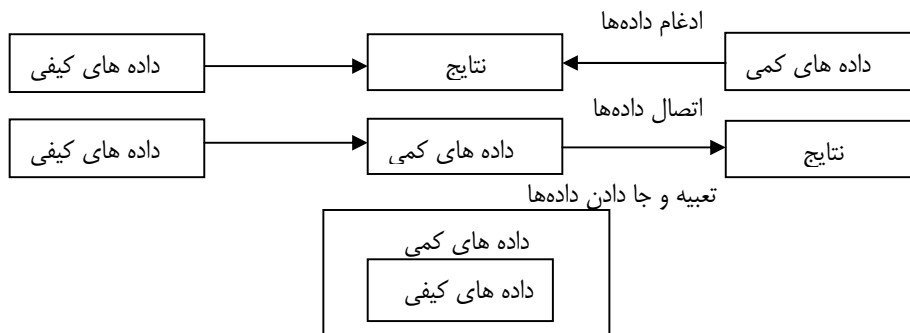 ادغام داده‌ها
داده های کمی
نتایج
داده های کیفی
اتصال داده‌ها
نتایج
داده های کمی
داده های کیفی
تعبیه و جا دادن داده‌ها
داده های کمی
داده های کیفی